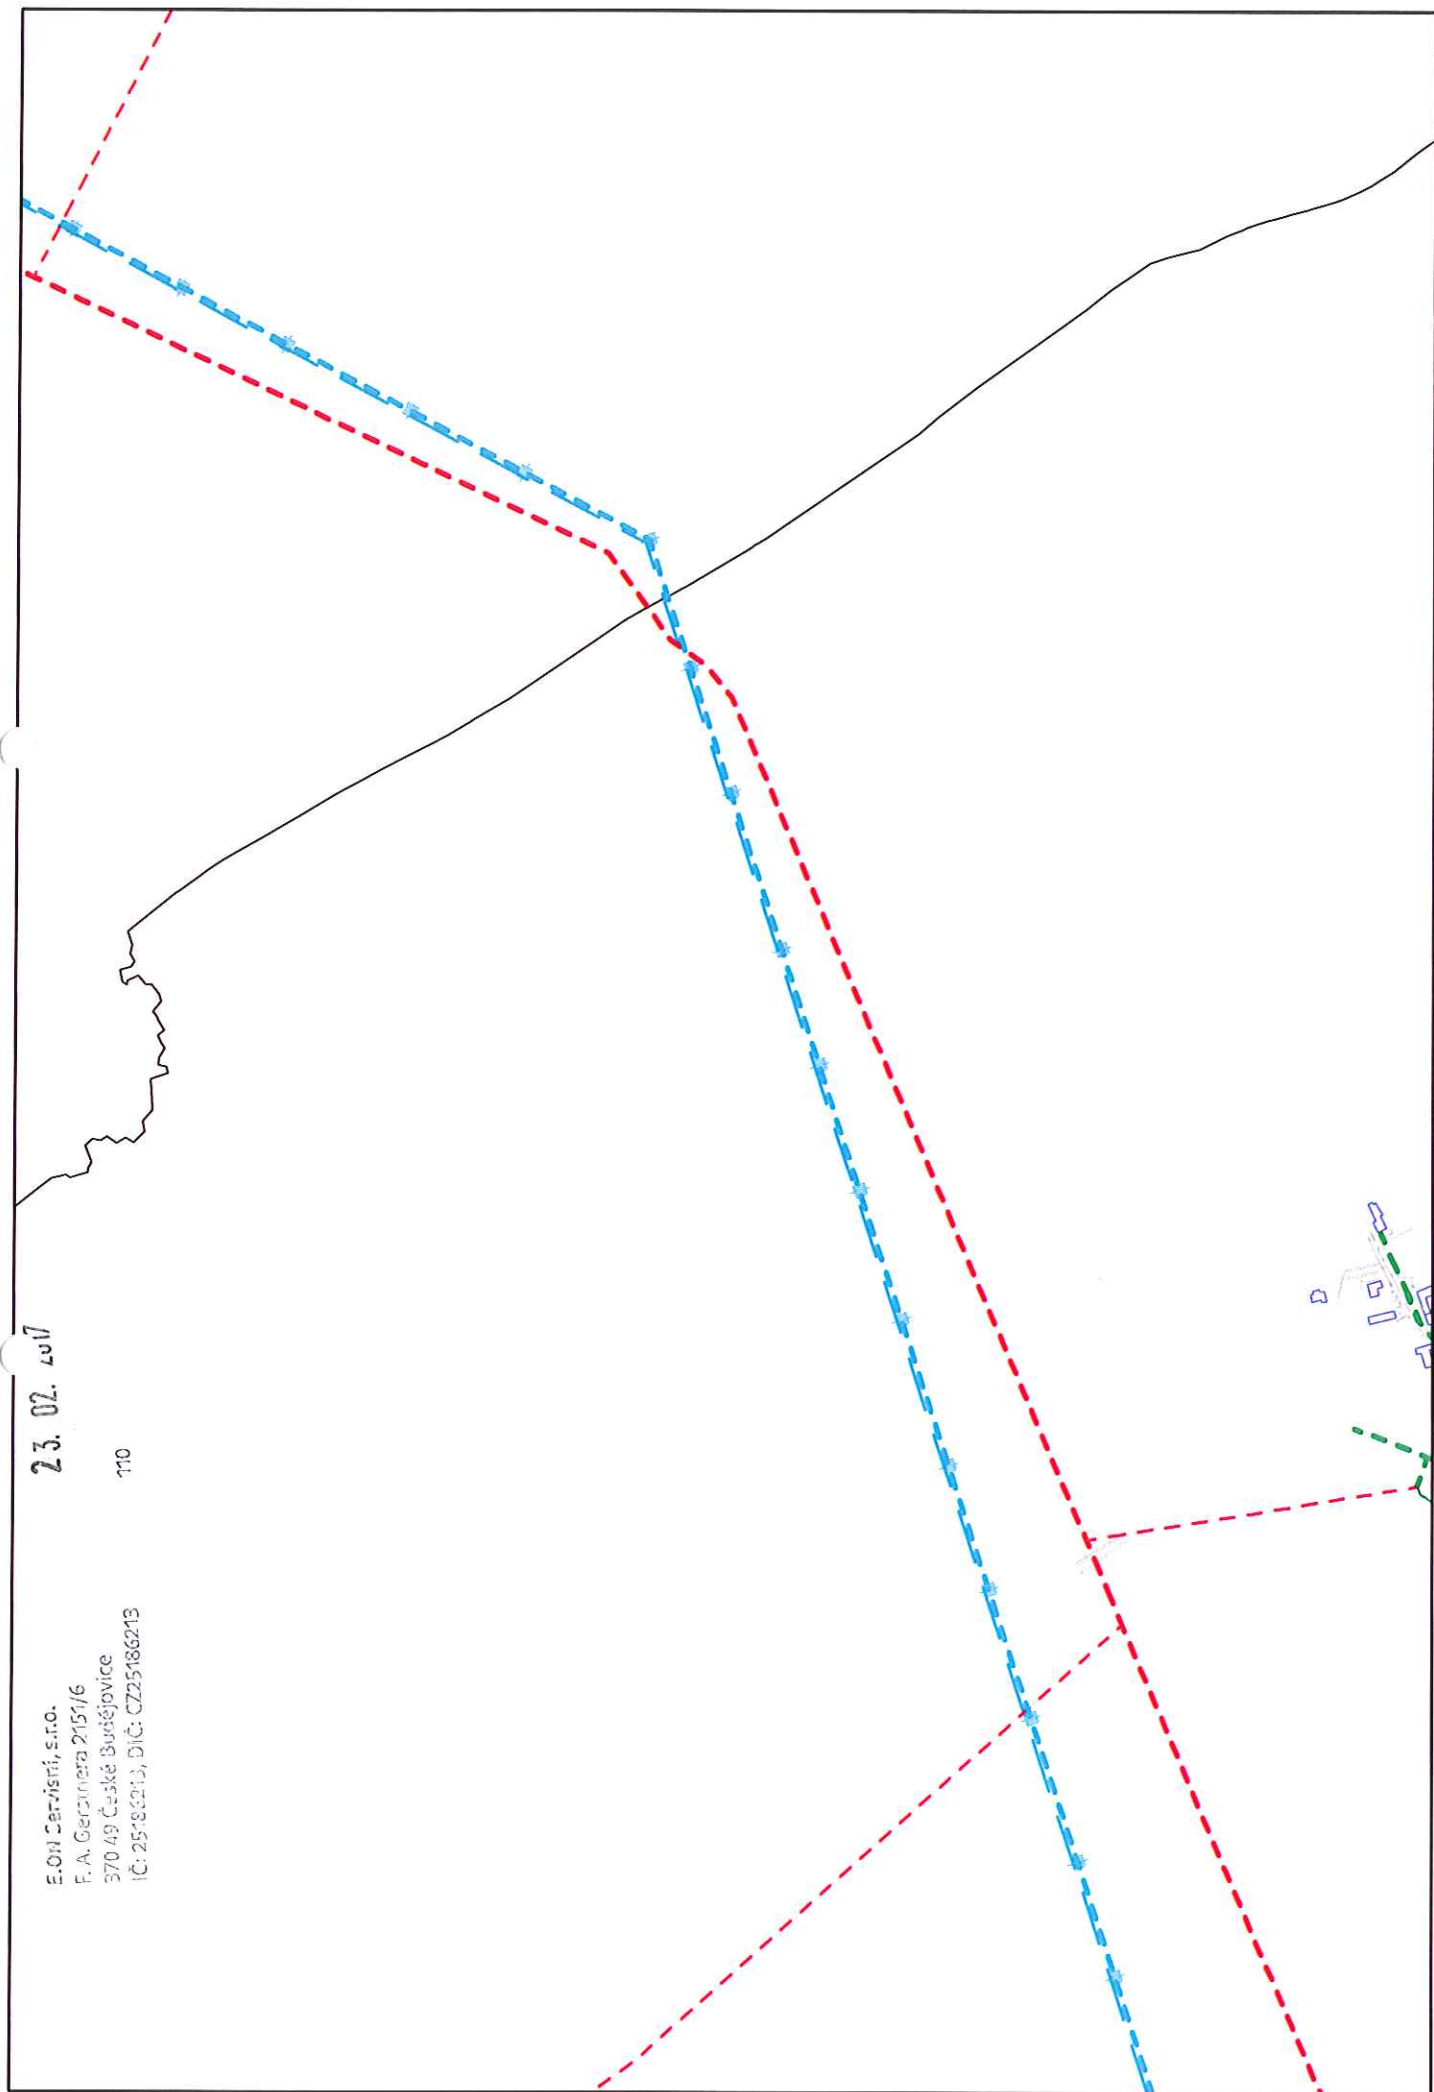 23. 02. 2017
110
E.ON Servisní, s.r.o.
F. A. Gerstnera 2151/6
370 49 České Budějovice
IČ: 25186213, DIČ: CZ25186213